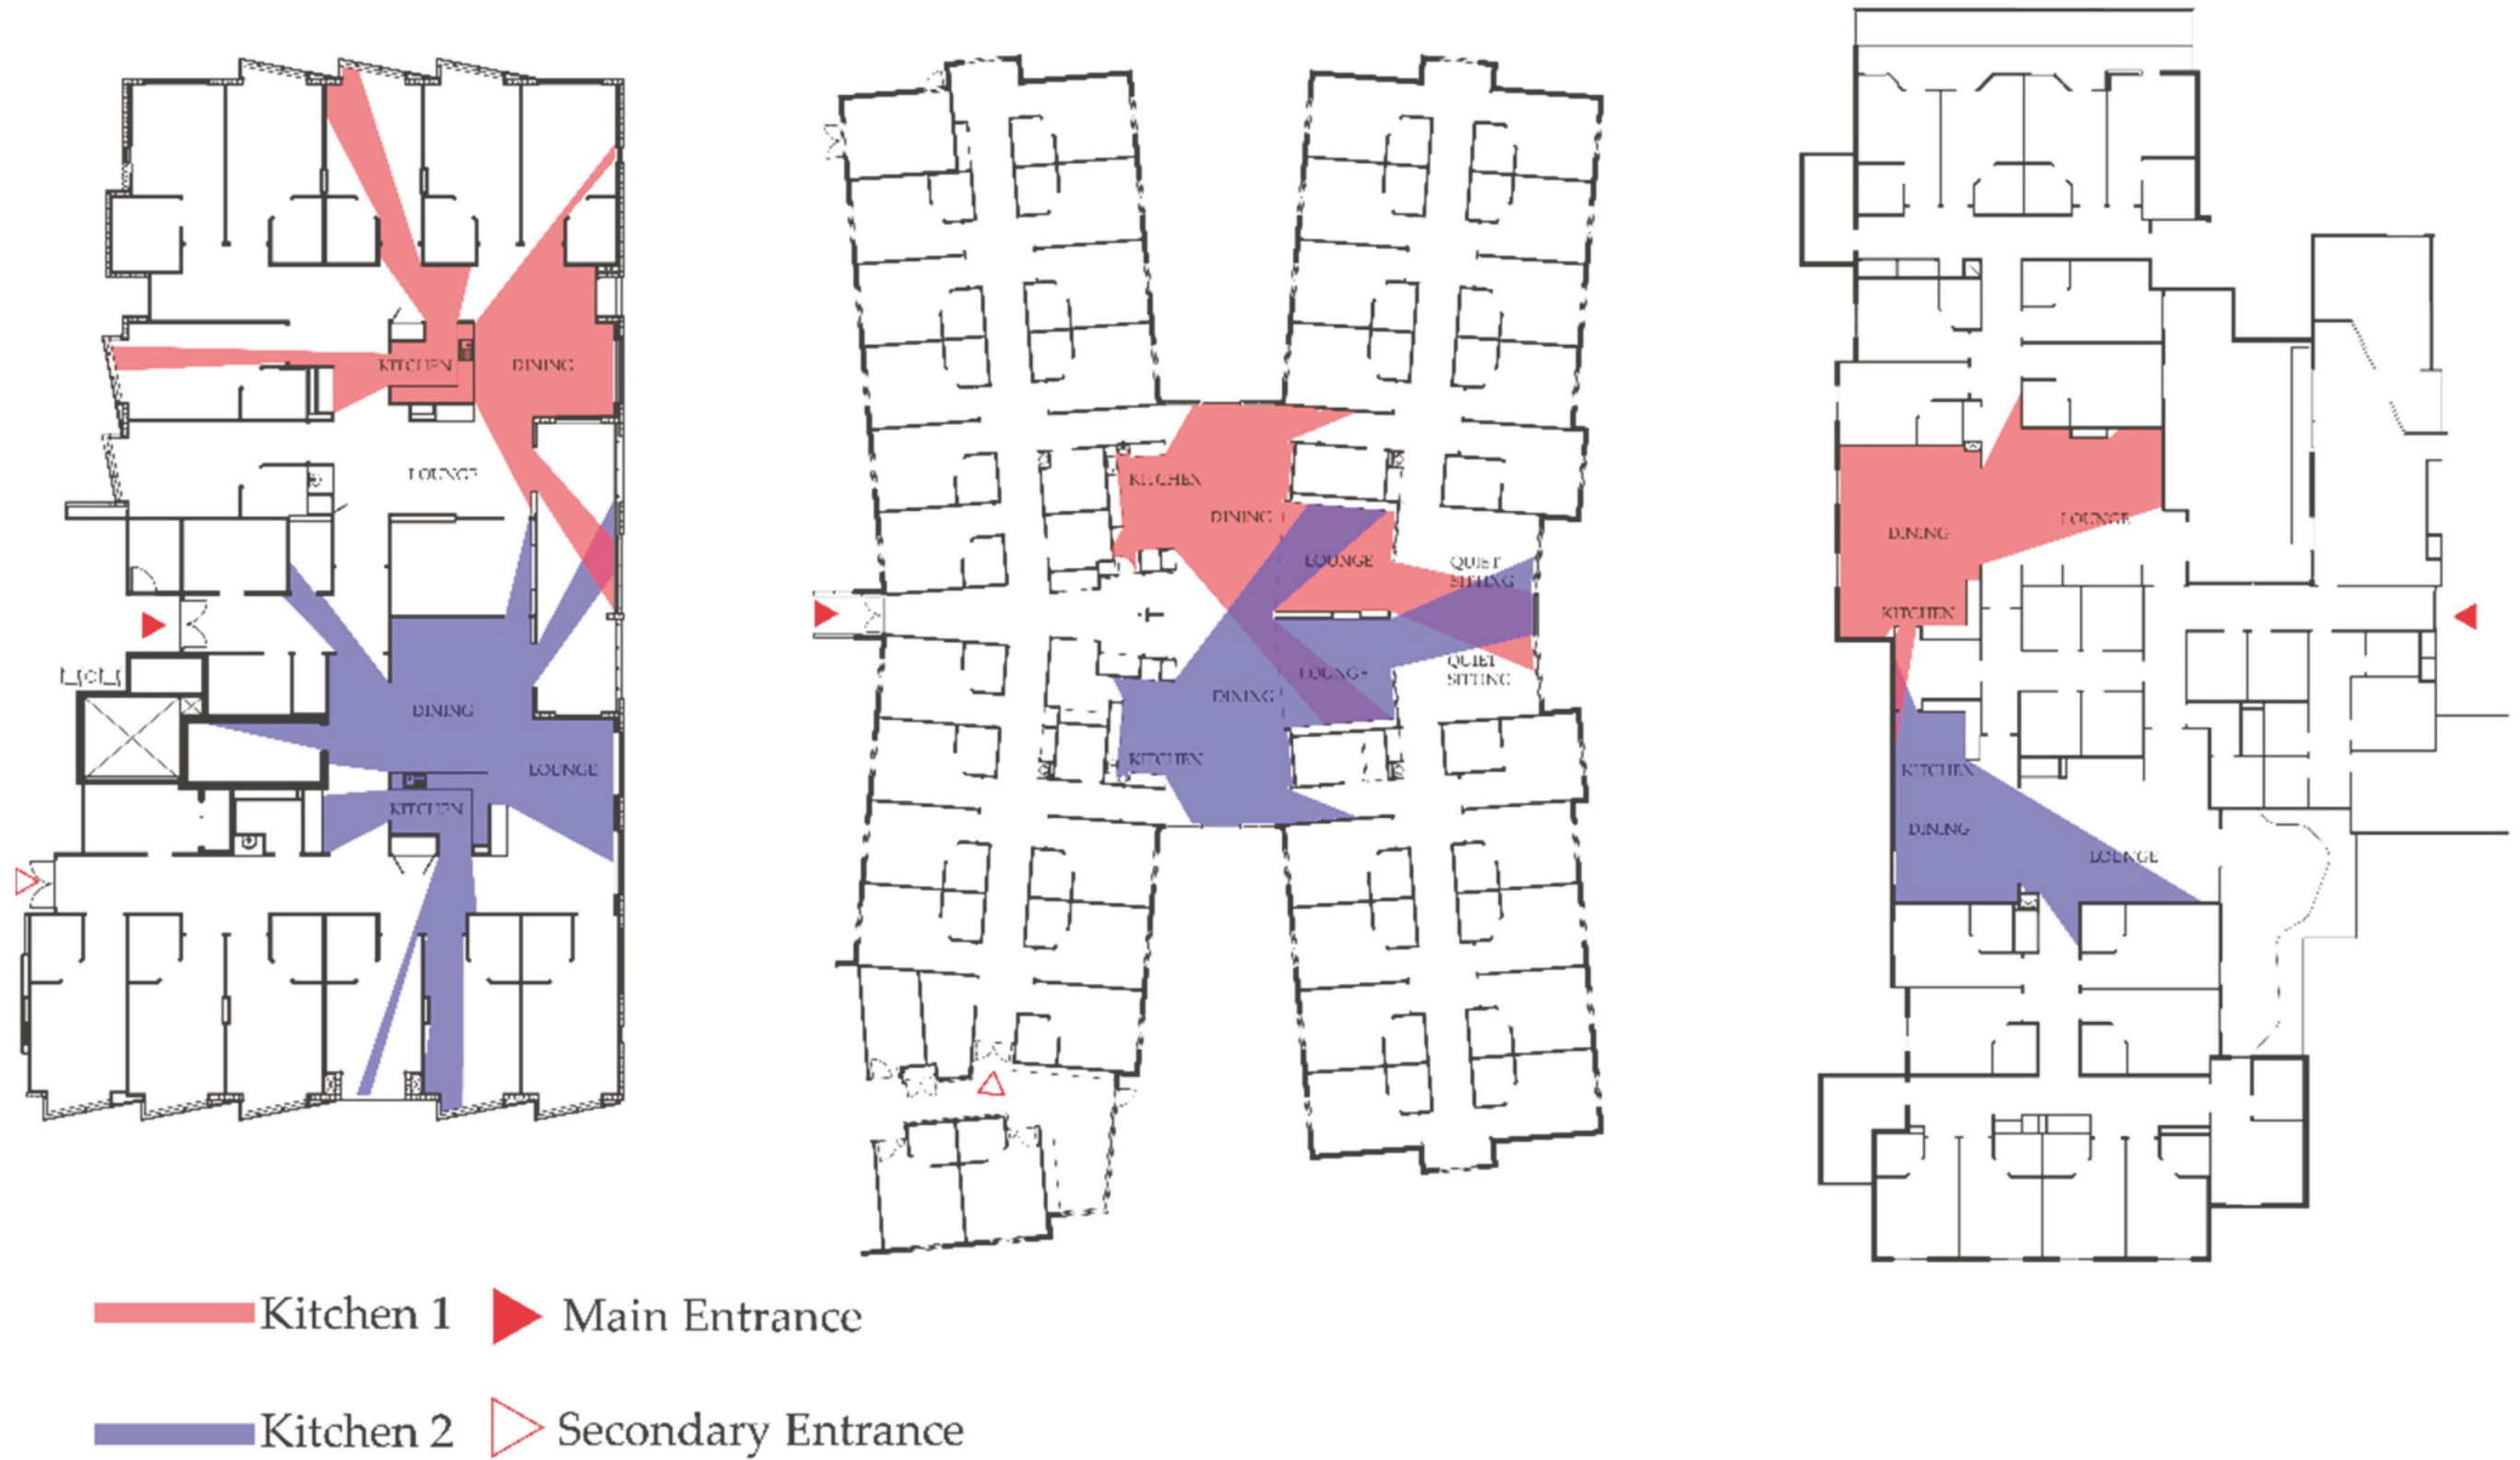 KITCHEN
DINING
LOUNGE
DINING
LOUNGE
KITCHEN
KITCHEN
DINING
LOUNGE
QUIET
SITTING
QUIET
SITTING
LOUNGE
DINING
KITCHEN
LOUNGE
DINING
KITCHEN
KITCHEN
DINING
LOUNGE
Kitchen 1
Main Entrance
Kitchen 2
Secondary Entrance